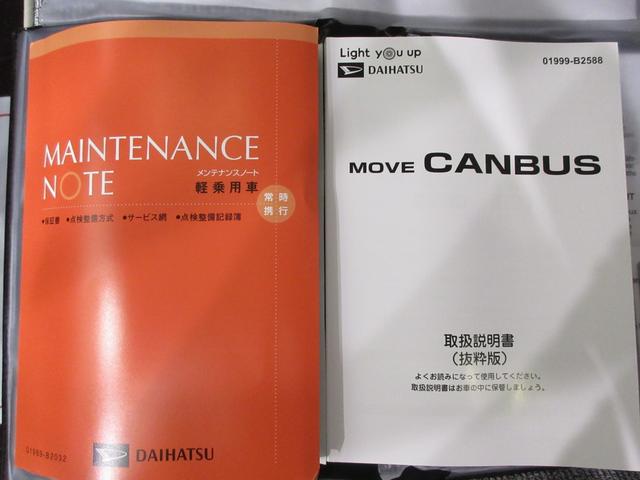 MAINTENANCE
NOTE
メンテナンスノート
軽乗用車
常時
携行
●保証書 ●点検整備方式 ●サービス網 ●点検整備記録簿
01999-B2032
DAIHATSU
Light you up
DAIHATSU
01999-B2588
MOVE CANBUS
取扱説明書
(抜粋版)
よくお読みになって使用してください。
取扱説明書はお車の中に保管しましょう。